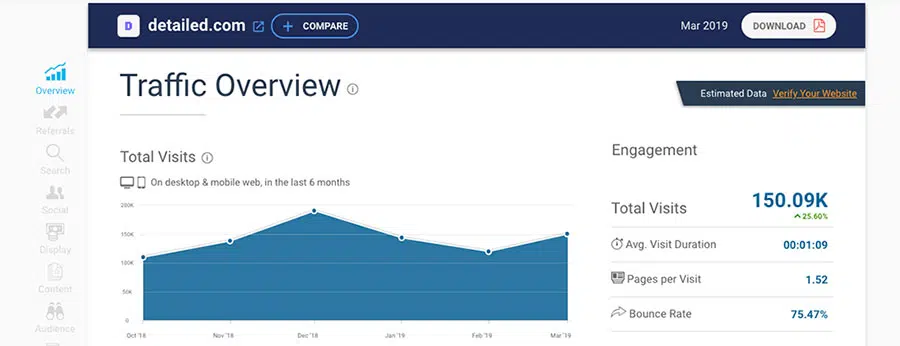 D detailed.com + COMPARE Mar 2019 DOWNLOAD
Overview
Referrals
Search
Social
Display
Content
Audience
Traffic Overview
Estimated Data Verify Your Website
Total Visits
On desktop & mobile web, in the last 6 months
200K
150K
100K
50K
0
Oct '18 Nov '18 Dec '18 Jan '19 Feb '19 Mar '19
Engagement
Total Visits 150.09K
25.60%
Avg. Visit Duration 00:01:09
Pages per Visit 1.52
Bounce Rate 75.47%